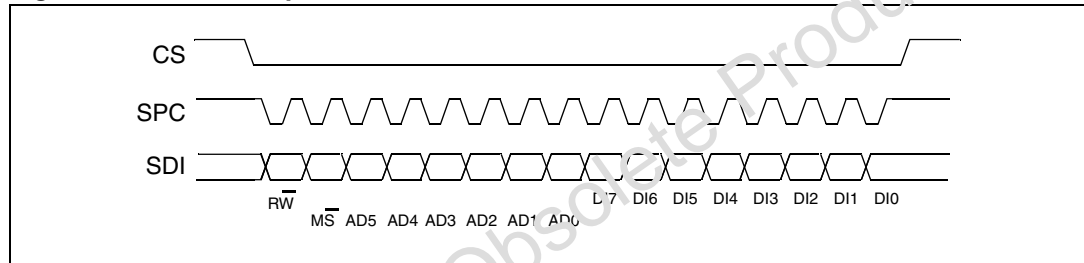 CS
SPC
SDI
RW DI7 DI6 DI5 DI4 DI3 DI2 DI1 DI0
MS AD5 AD4 AD3 AD2 AD1 AD0
Obsolete